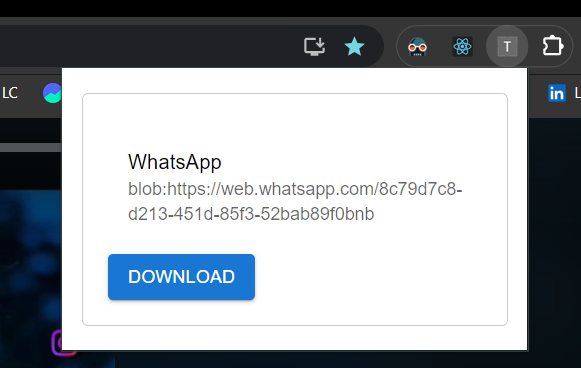 T
LC
in
L
WhatsApp
blob:https://web.whatsapp.com/8c79d7c8-
d213-451d-85f3-52bab89f0bnb
DOWNLOAD